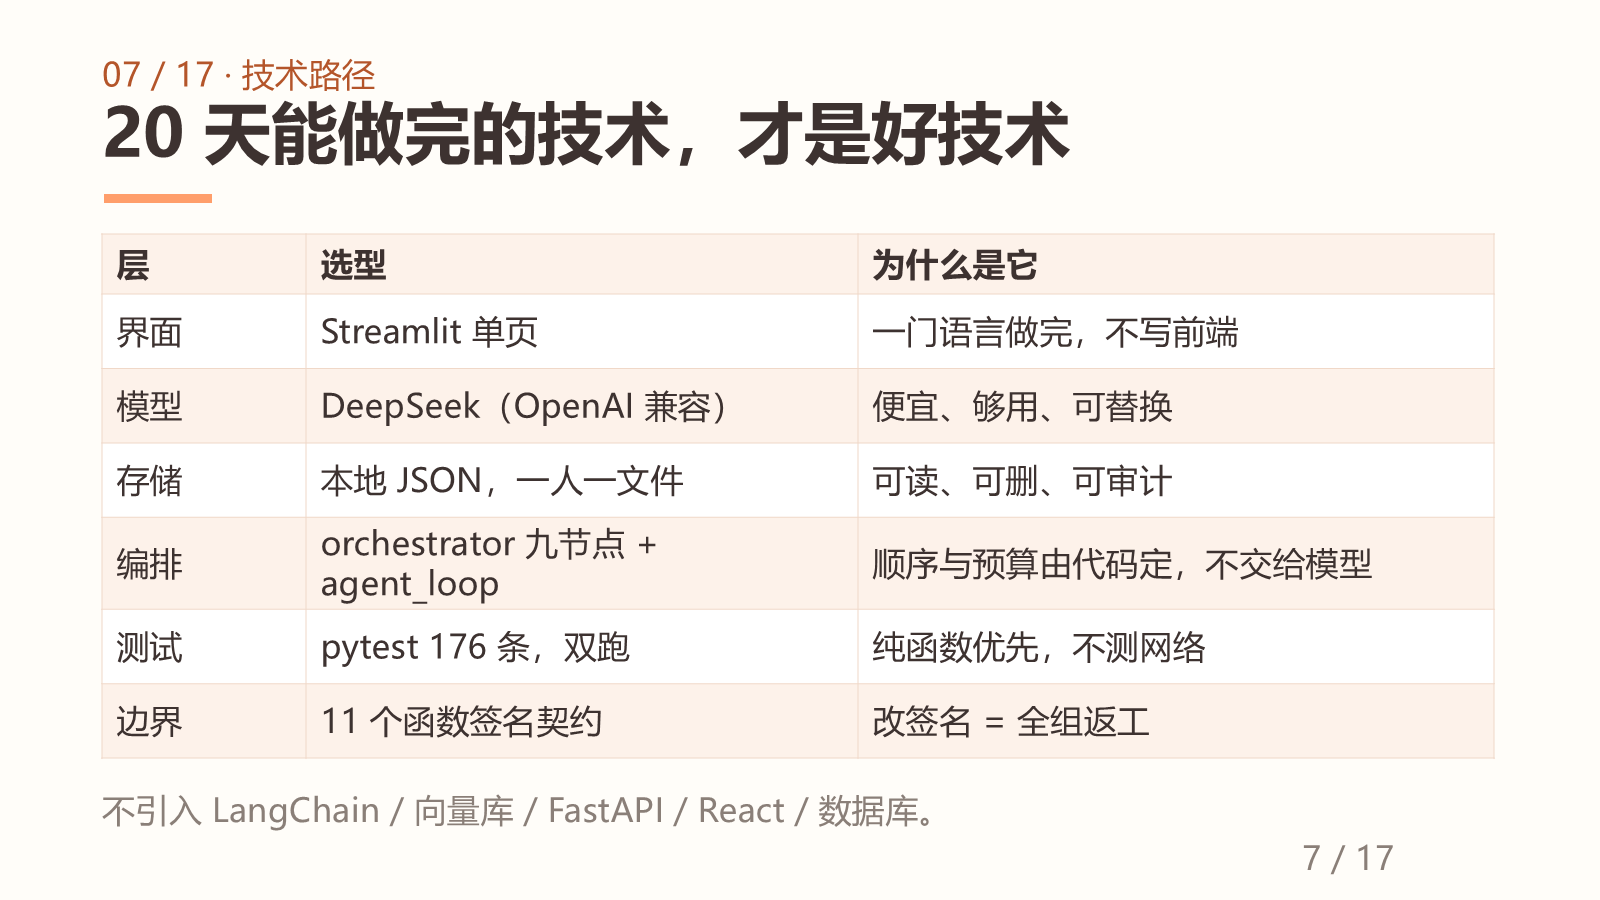 07 / 17 · 技术路径
20 天能做完的技术，才是好技术
层 选型 为什么是它
界面 Streamlit 单页 一门语言做完，不写前端
模型 DeepSeek（OpenAI 兼容） 便宜、够用、可替换
存储 本地 JSON，一人一文件 可读、可删、可审计
编排 orchestrator 九节点 +
agent_loop 顺序与预算由代码定，不交给模型
测试 pytest 176 条，双跑 纯函数优先，不测网络
边界 11 个函数签名契约 改签名 = 全组返工
不引入 LangChain / 向量库 / FastAPI / React / 数据库。
7 / 17